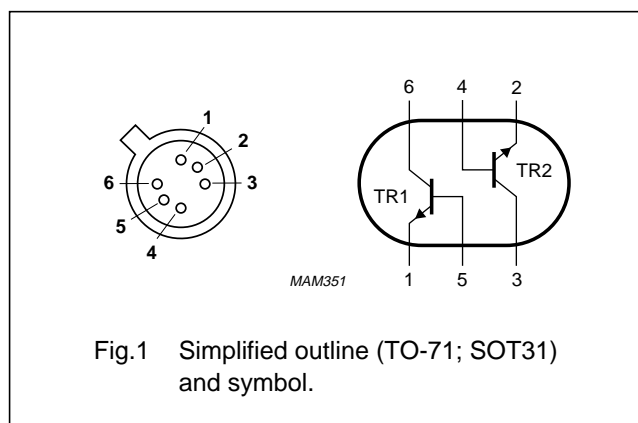 1
2
3
4
5
6
6 4 2
TR1
TR2
1 5 3
MAM351
Fig.1 Simplified outline (TO-71; SOT31)
and symbol.